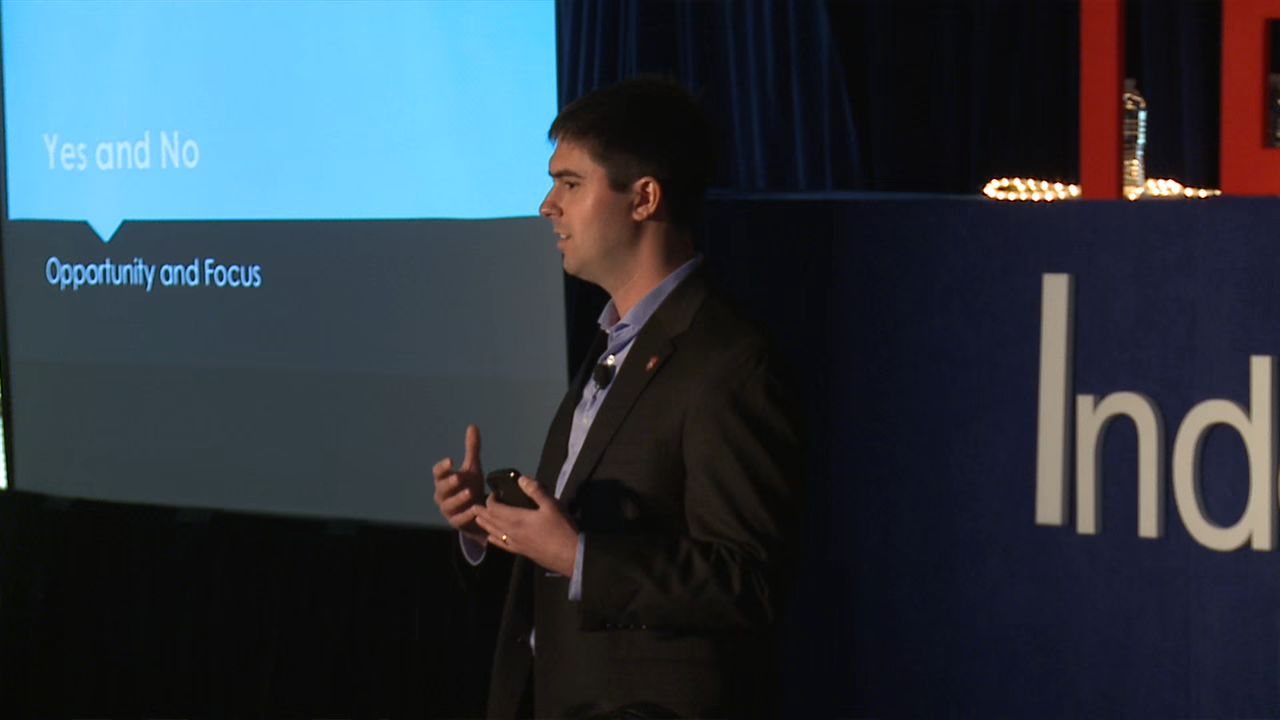 Yes and No
Opportunity and Focus
Ind